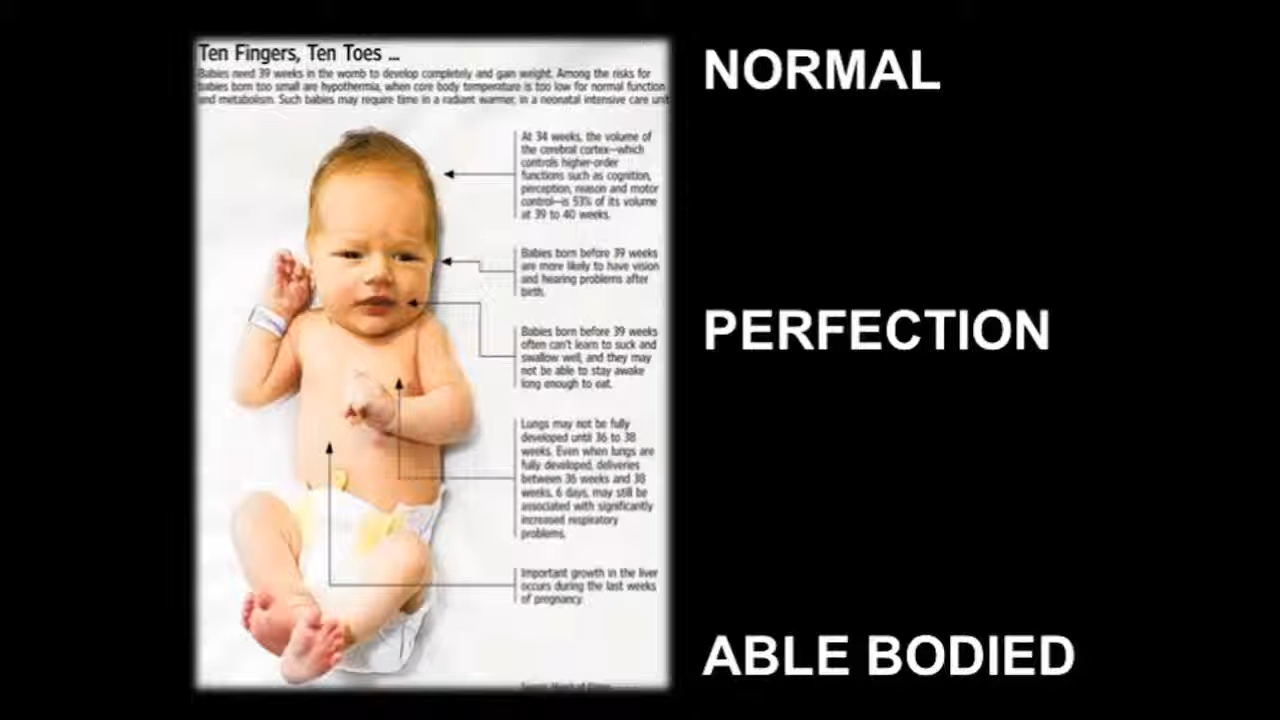 Ten Fingers, Ten Toes ...
Babies need 39 weeks in the womb to develop completely and gain weight. Among the risks for
babies born too small are hypothermia, when core body temperature is too low for normal function
and metabolism. Such babies may require time in a radiant warmer, in a neonatal intensive care unit
At 34 weeks, the volume of
the cerebral cortex—which
controls higher-order
functions such as cognition,
perception, reason and motor
control—is 53% of its volume
at 39 to 40 weeks.
Babies born before 39 weeks
are more likely to have vision
and hearing problems after
birth.
Babies born before 39 weeks
often can't learn to suck and
swallow well, and they may
not be able to stay awake
long enough to eat.
Lungs may not be fully
developed until 36 to 38
weeks. Even when lungs are
fully developed, deliveries
between 36 weeks and 38
weeks, 6 days, may still be
associated with significantly
increased respiratory
problems.
Important growth in the liver
occurs during the last weeks
of pregnancy.
NORMAL
PERFECTION
ABLE BODIED